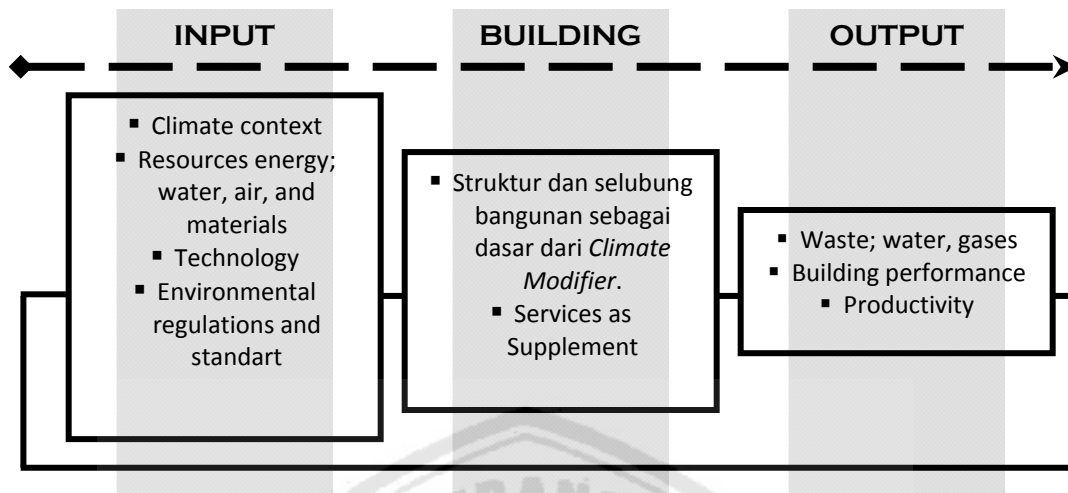 INPUT
BUILDING
OUTPUT
▪ Climate context
▪ Resources energy;
water, air, and
materials
▪ Technology
▪ Environmental
regulations and
standart
▪ Struktur dan selubung
bangunan sebagai
dasar dari Climate
Modifier.
▪ Services as
Supplement
▪ Waste; water, gases
▪ Building performance
▪ Productivity